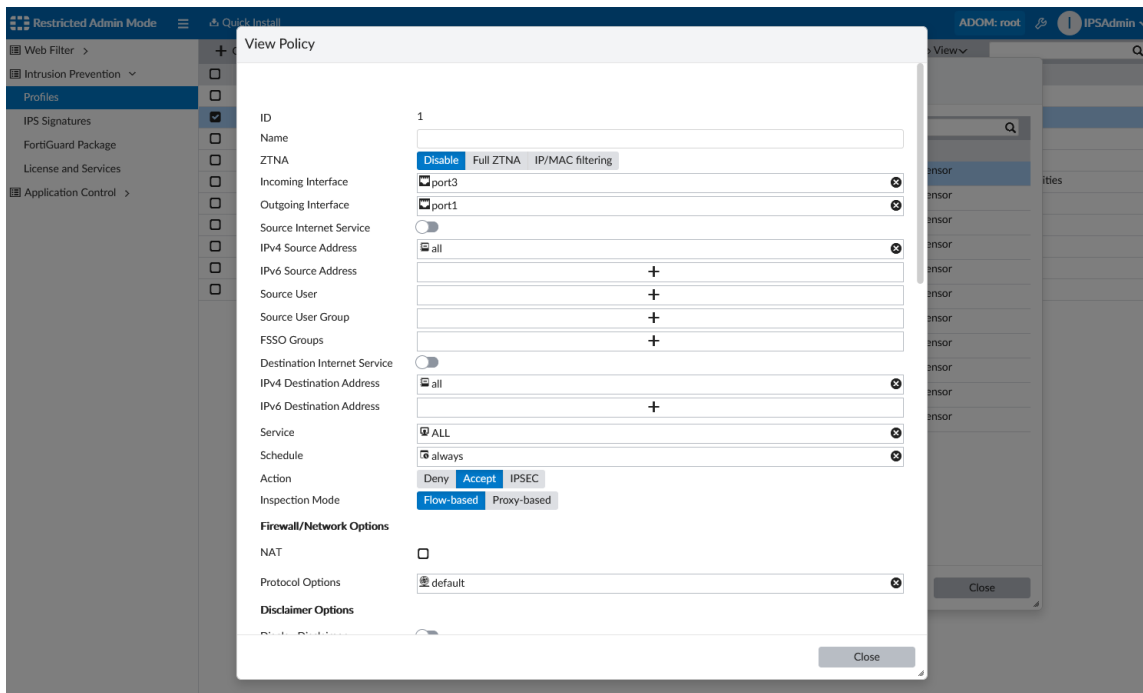 Restricted Admin Mode Quick Install ADOM: root IPSAdmin
Web Filter
Intrusion Prevention
Profiles
IPS Signatures
FortiGuard Package
License and Services
Application Control
View
ensor
ities
ensor
ensor
ensor
ensor
ensor
ensor
ensor
ensor
ensor
ensor
Close
View Policy
ID 1
Name
ZTNA Disable Full ZTNA IP/MAC filtering
Incoming Interface port3
Outgoing Interface port1
Source Internet Service
IPv4 Source Address all
IPv6 Source Address +
Source User +
Source User Group +
FSSO Groups +
Destination Internet Service
IPv4 Destination Address all
IPv6 Destination Address +
Service ALL
Schedule always
Action Deny Accept IPSEC
Inspection Mode Flow-based Proxy-based
Firewall/Network Options
NAT
Protocol Options default
Disclaimer Options
Display Disclaimer
Close